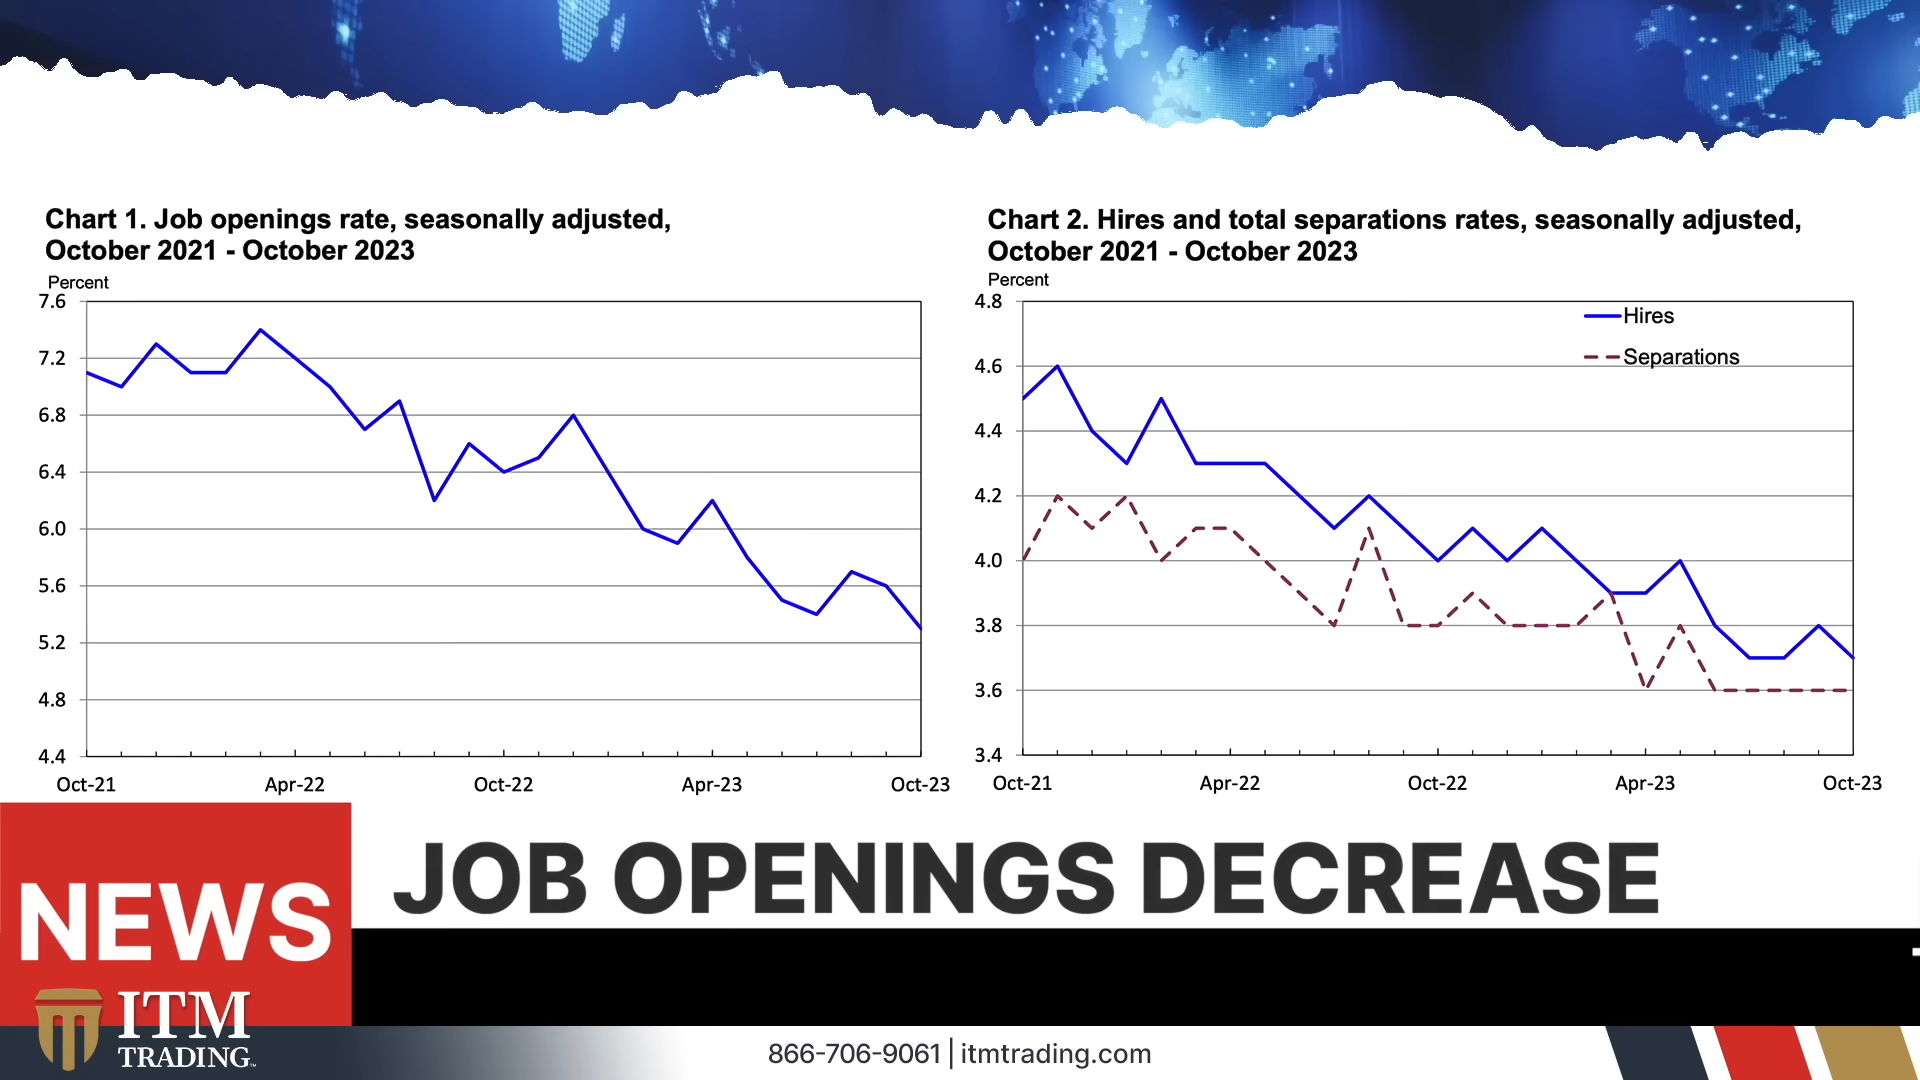 Chart 1. Job openings rate, seasonally adjusted,
October 2021 - October 2023
Percent
7.6
7.2
6.8
6.4
6.0
5.6
5.2
4.8
4.4
Oct-21
Apr-22
Oct-22
Apr-23
Oct-23
Chart 2. Hires and total separations rates, seasonally adjusted,
October 2021 - October 2023
Percent
4.8
4.6
4.4
4.2
4.0
3.8
3.6
3.4
Hires
Separations
Oct-21
Apr-22
Oct-22
Apr-23
Oct-23
NEWS
JOB OPENINGS DECREASE
ITM
TRADING™
866-706-9061 | itmtrading.com